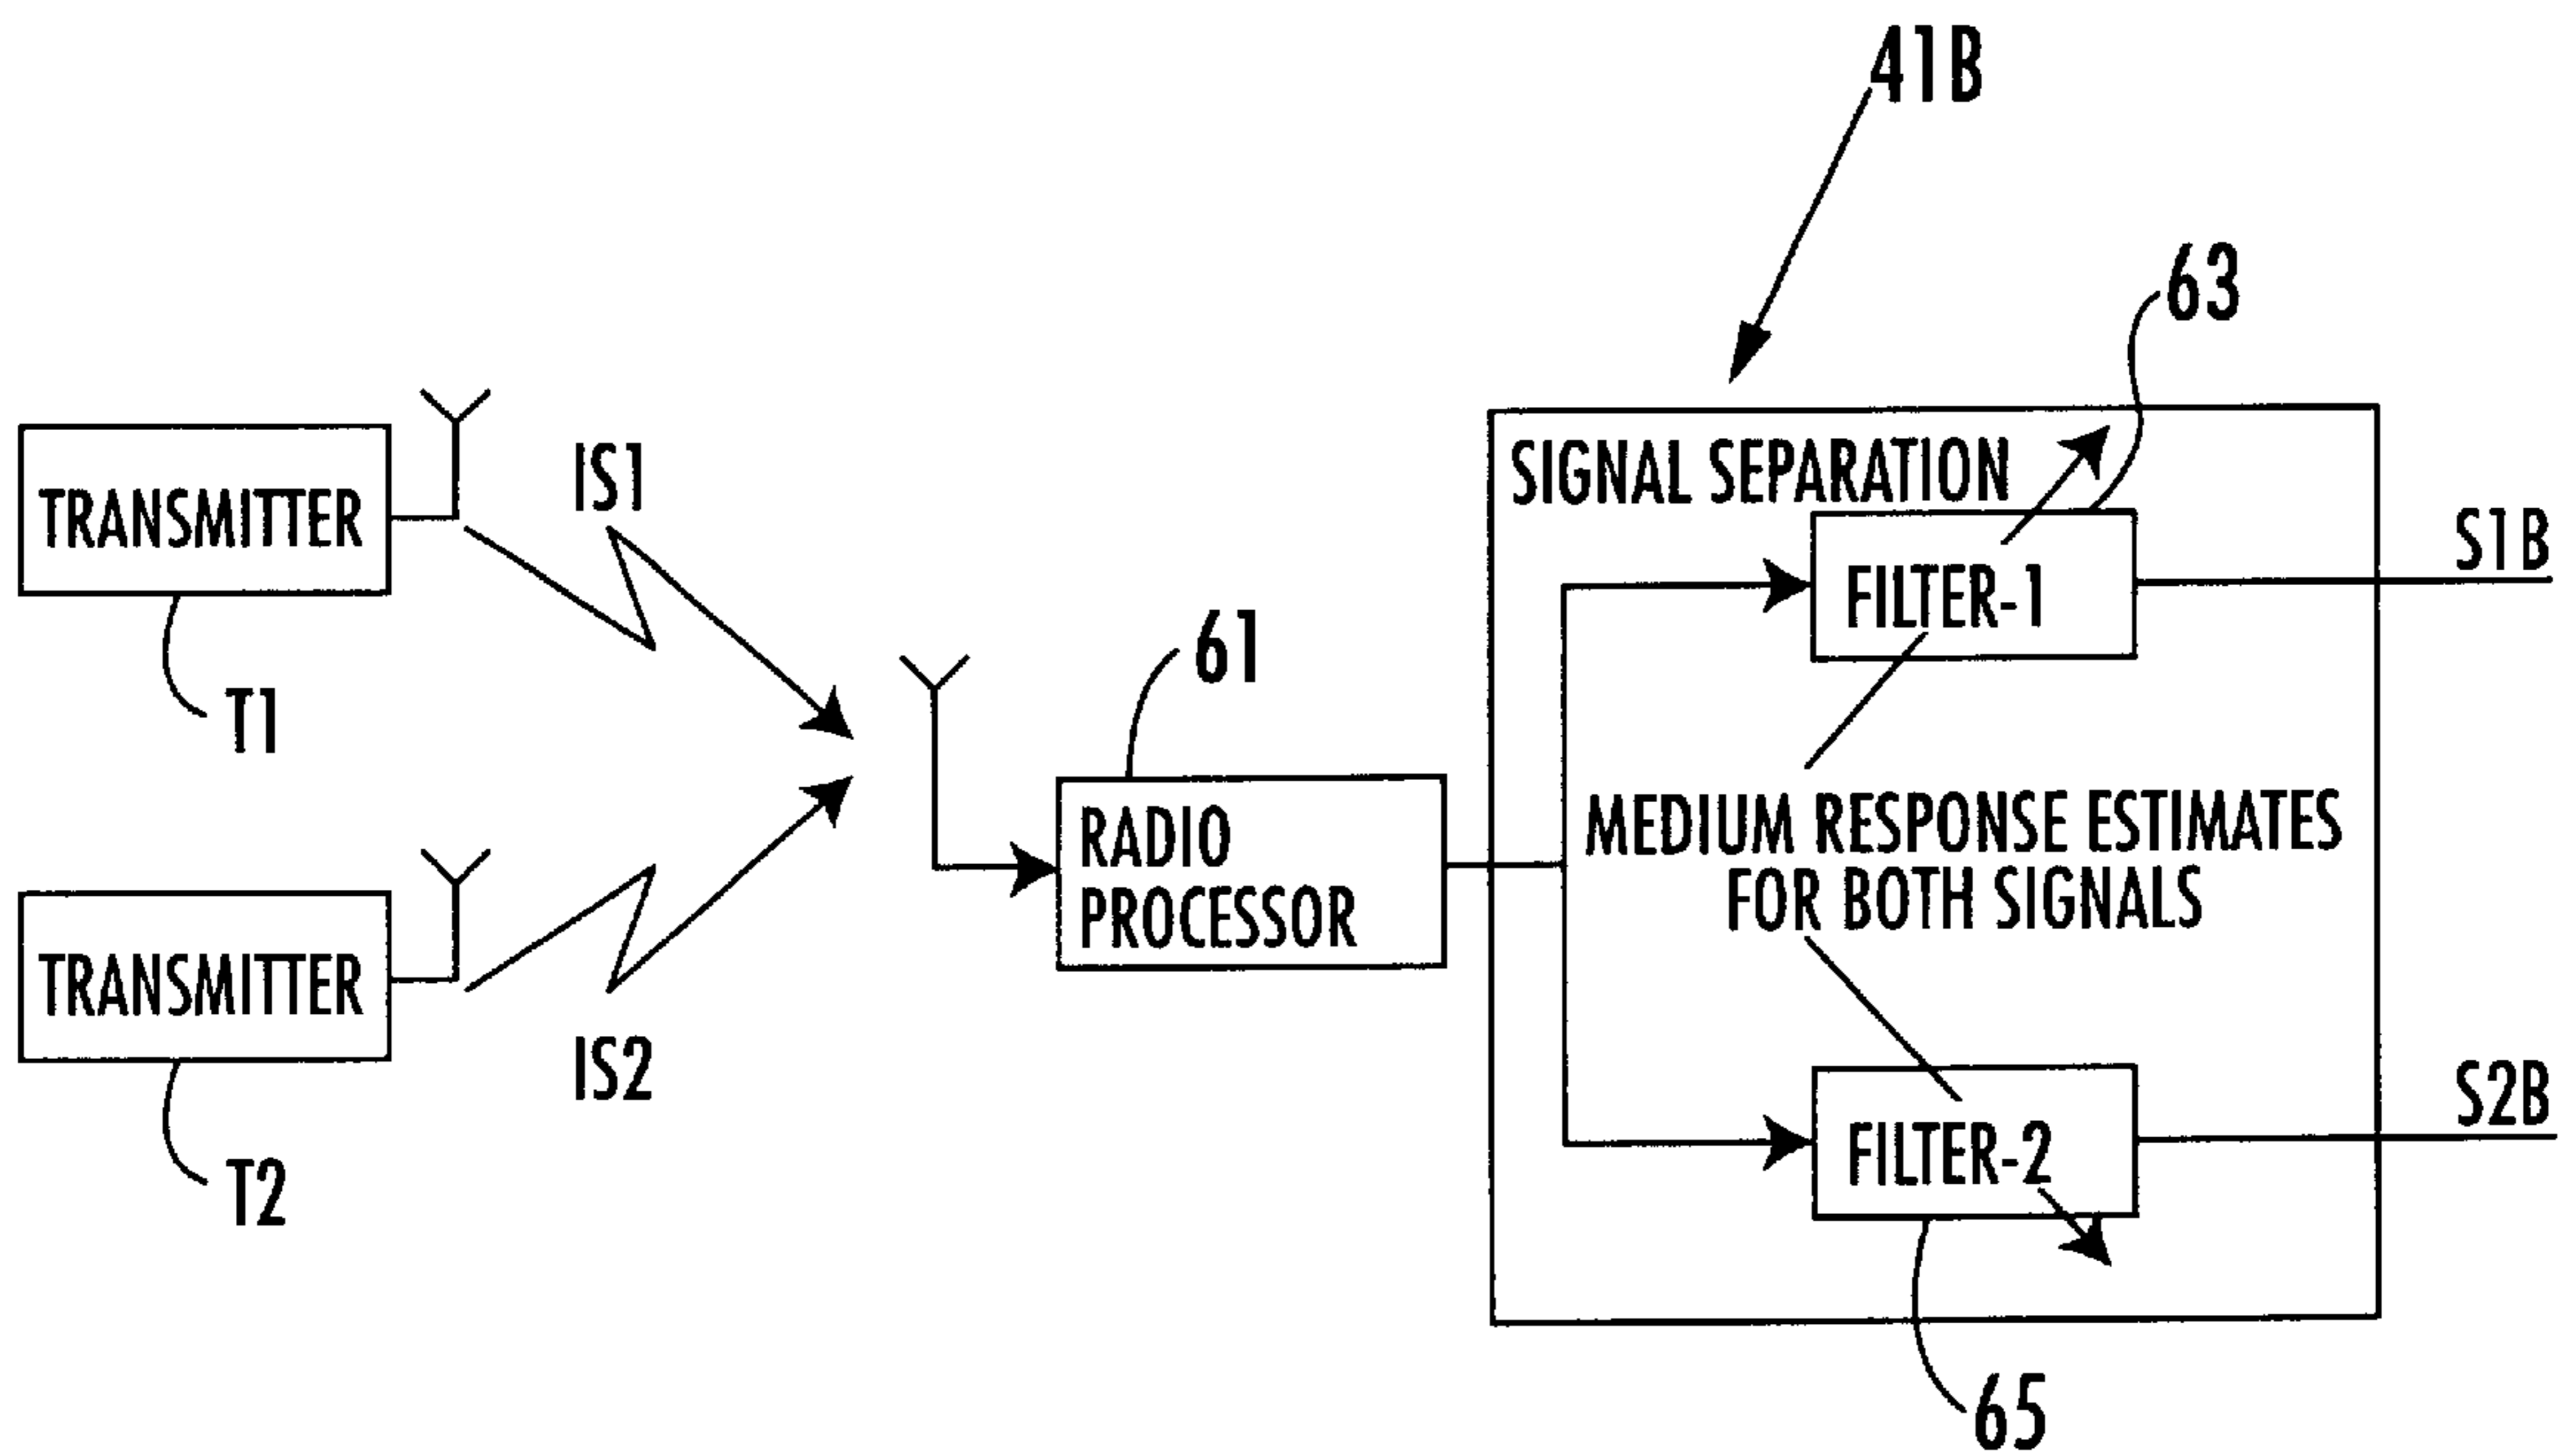 41B
63
SIGNAL SEPARATION
TRANSMITTER
IS1
FILTER-1
S1B
T1
61
RADIO
PROCESSOR
MEDIUM RESPONSE ESTIMATES
FOR BOTH SIGNALS
TRANSMITTER
IS2
T2
FILTER-2
S2B
65